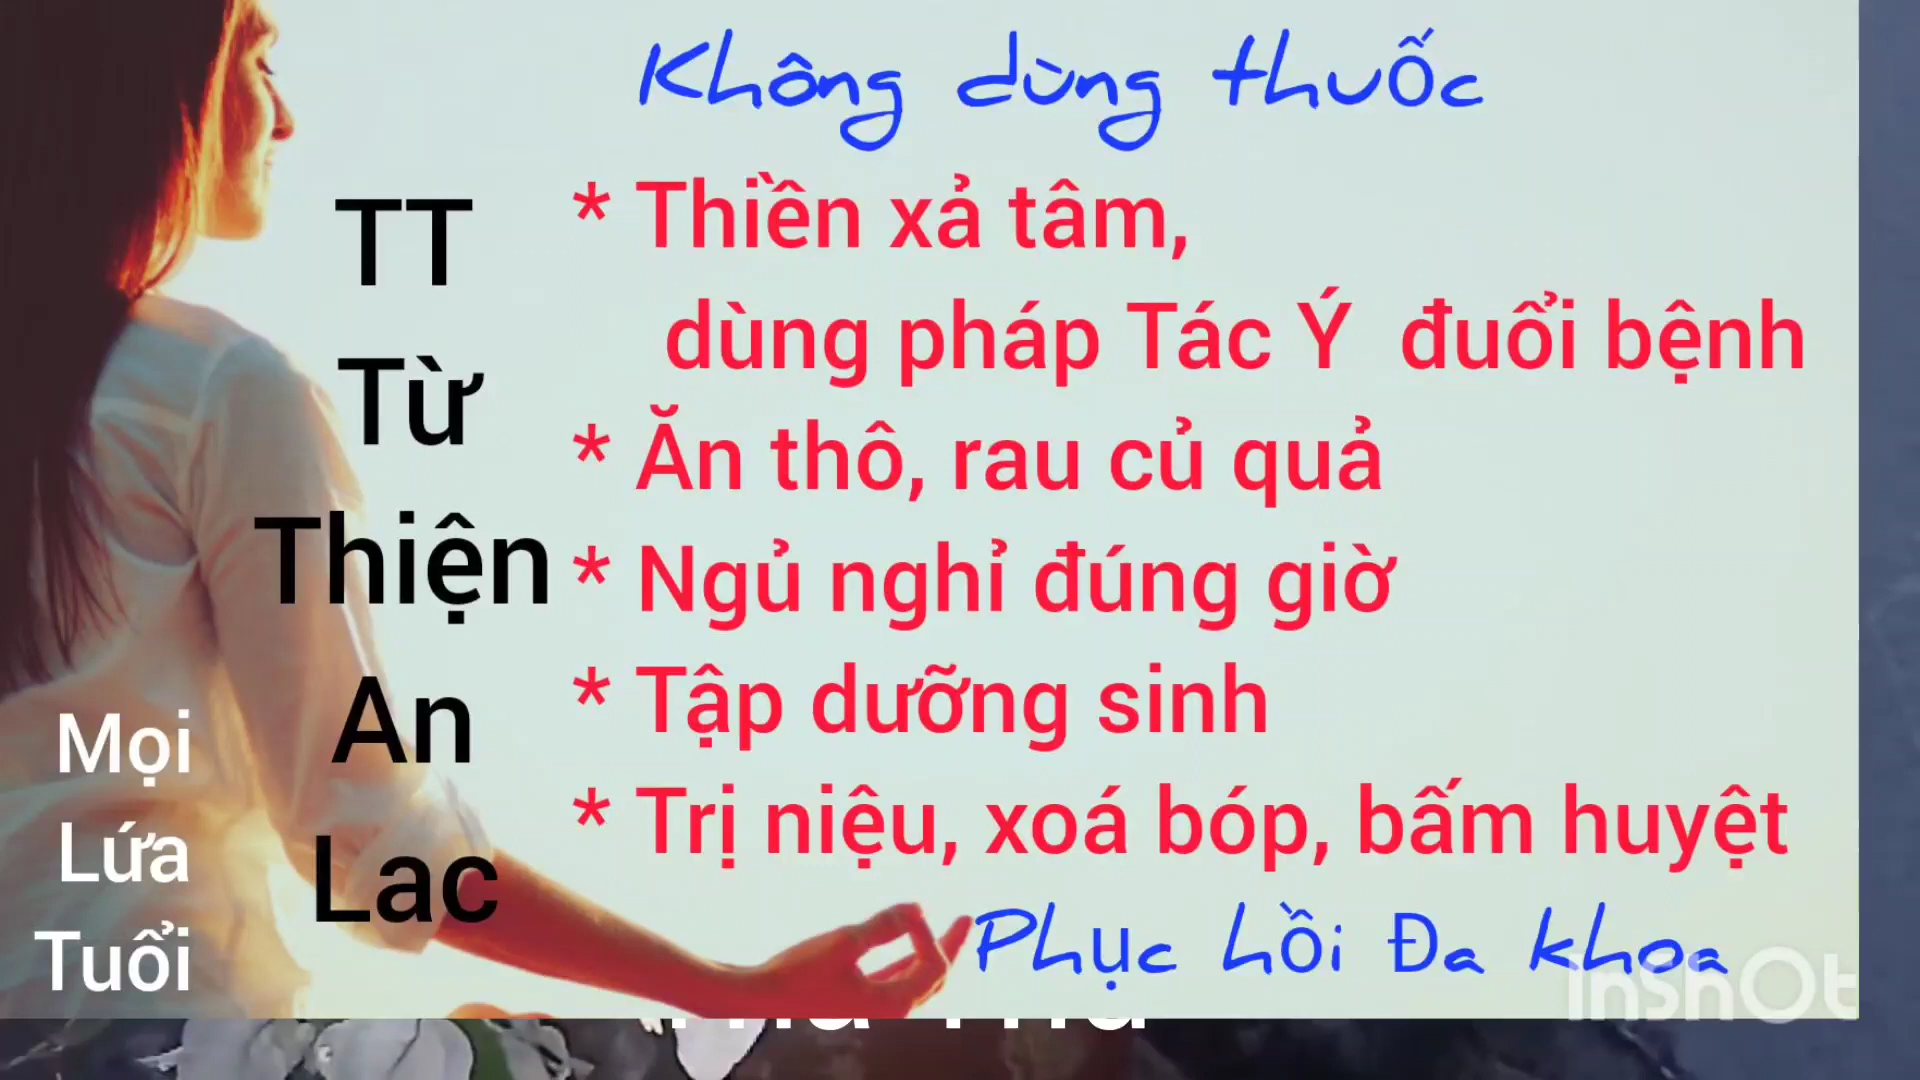 Không dùng thuốc
* Thiền xả tâm,
dùng pháp Tác Ý đuổi bệnh
* Ăn thô, rau củ quả
* Ngủ nghỉ đúng giờ
* Tập dưỡng sinh
* Trị niệu, xoá bóp, bấm huyệt
Phục hồi Đa khoa
TT
Từ
Thiện
An
Lac
Mọi
Lứa
Tuổi
InShOt